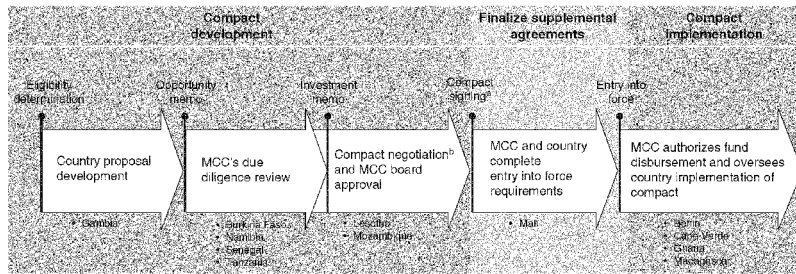 Compact
development
Finalize supplemental
agreements
Compact
implementation
Eligibility
determination
Opportunity
memo
Investment
memo
Compact
signingᵃ
Entry into
force
Country proposal
development
MCC's due
diligence review
Compact negotiationᵇ
and MCC board
approval
MCC and country
complete
entry into force
requirements
MCC authorizes fund
disbursement and oversees
country implementation of
compact
• Gambia
• Burkina Faso
• Namibia
• Senegal
• Tanzania
• Lesotho
• Mozambique
• Mali
• Benin
• Cape Verde
• Ghana
• Madagascar